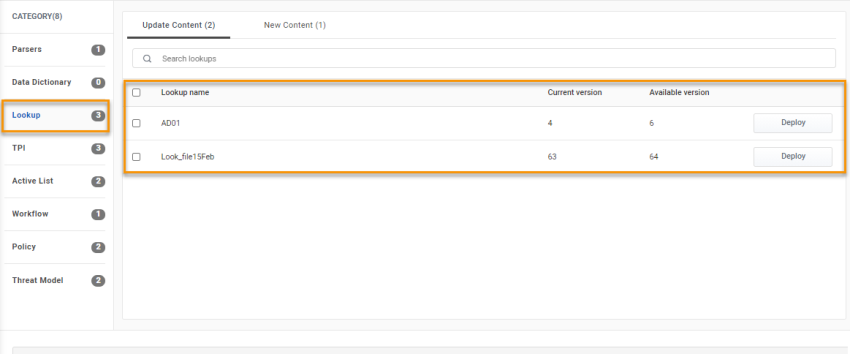 CATEGORY(8)
Parsers 1
Data Dictionary 0
Lookup 3
TPI 3
Active List 2
Workflow 1
Policy 2
Threat Model 2
Update Content (2) New Content (1)
Search lookups
Lookup name Current version Available version
AD01 4 6 Deploy
Look_file15Feb 63 64 Deploy